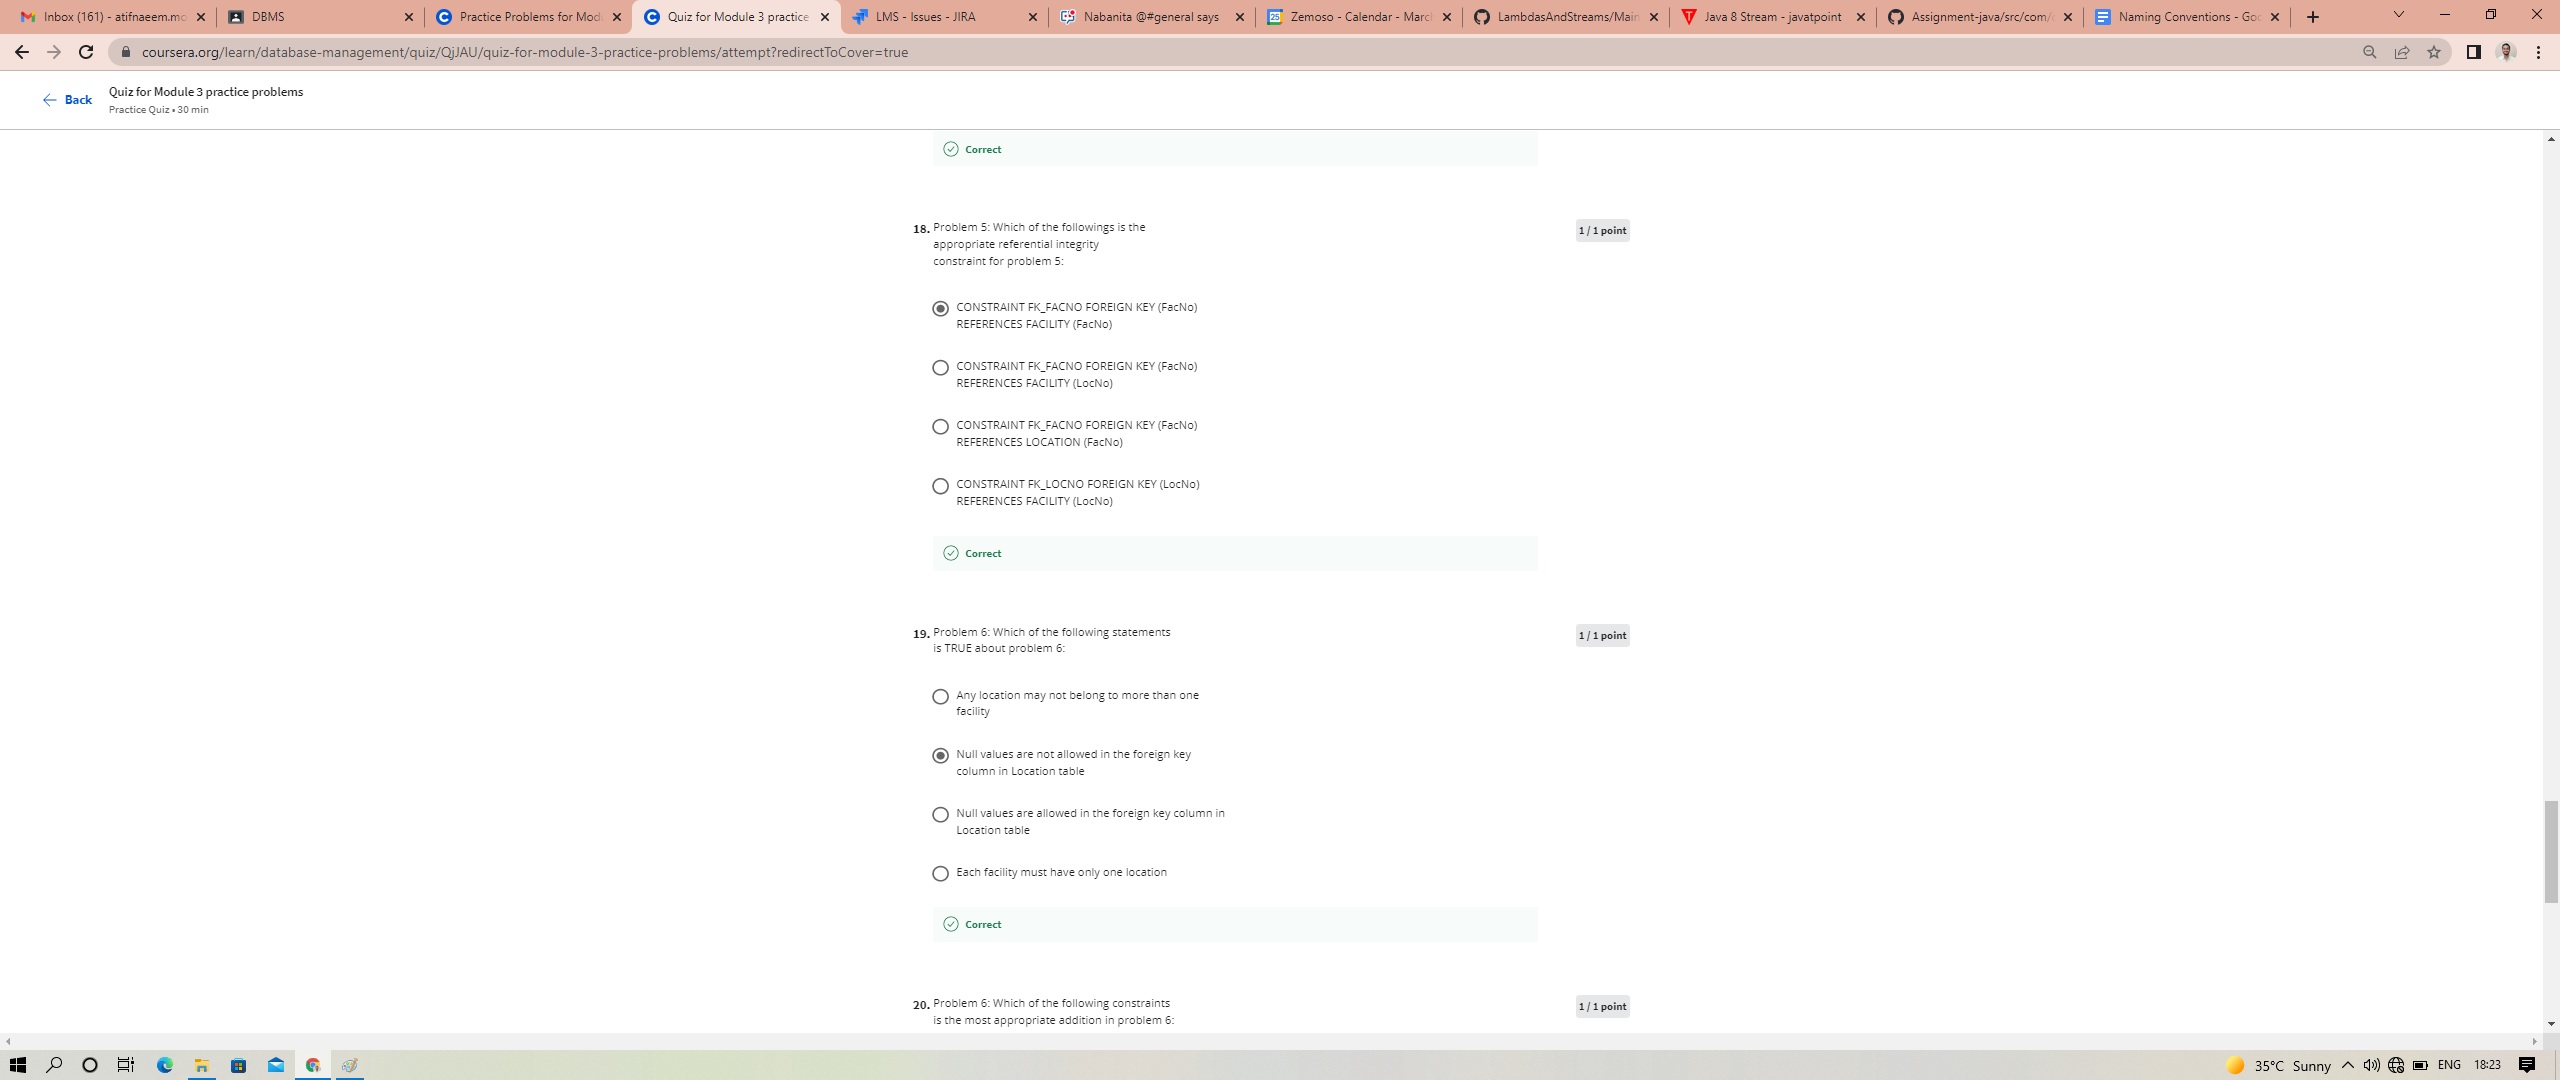 Inbox (161) - atifnaeem.mo
DBMS
Practice Problems for Modu
Quiz for Module 3 practice
LMS - Issues - JIRA
Nabanita @#general says
Zemoso - Calendar - March
LambdasAndStreams/Main
Java 8 Stream - javatpoint
Assignment-java/src/com/
Naming Conventions - Goo
coursera.org/learn/database-management/quiz/QjJAU/quiz-for-module-3-practice-problems/attempt?redirectToCover=true
Back
Quiz for Module 3 practice problems
Practice Quiz • 30 min
Correct
18. Problem 5: Which of the followings is the
appropriate referential integrity
constraint for problem 5:
1 / 1 point
CONSTRAINT FK_FACNO FOREIGN KEY (FacNo)
REFERENCES FACILITY (FacNo)
CONSTRAINT FK_FACNO FOREIGN KEY (FacNo)
REFERENCES FACILITY (LocNo)
CONSTRAINT FK_FACNO FOREIGN KEY (FacNo)
REFERENCES LOCATION (FacNo)
CONSTRAINT FK_LOCNO FOREIGN KEY (LocNo)
REFERENCES FACILITY (LocNo)
Correct
19. Problem 6: Which of the following statements
is TRUE about problem 6:
1 / 1 point
Any location may not belong to more than one
facility
Null values are not allowed in the foreign key
column in Location table
Null values are allowed in the foreign key column in
Location table
Each facility must have only one location
Correct
20. Problem 6: Which of the following constraints
is the most appropriate addition in problem 6:
1 / 1 point
35°C Sunny
ENG
18:23